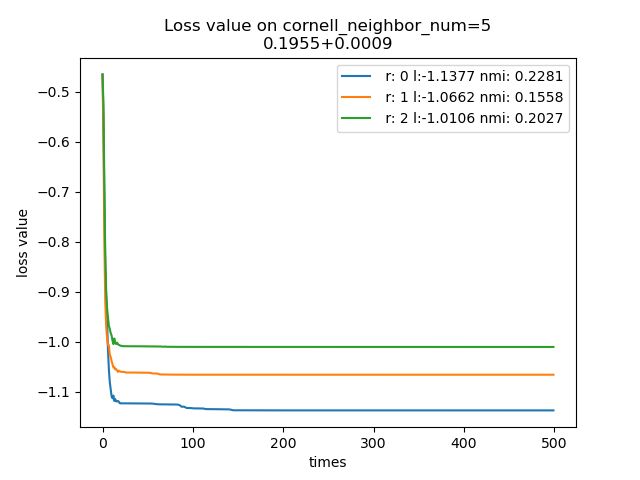 Loss value on cornell_neighbor_num=5
0.1955+0.0009
r: 0 l:-1.1377 nmi: 0.2281
r: 1 l:-1.0662 nmi: 0.1558
r: 2 l:-1.0106 nmi: 0.2027
loss value
−0.5
−0.6
−0.7
−0.8
−0.9
−1.0
−1.1
0 100 200 300 400 500
times